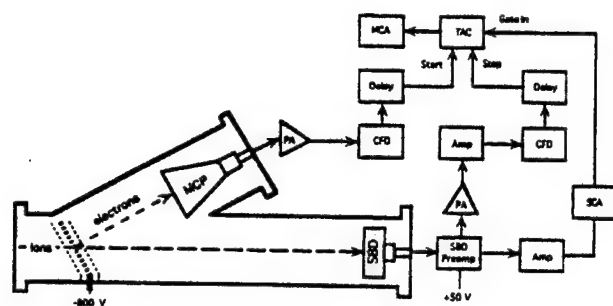 MCA
TAC
Gate In
Start
Stop
Delay
Delay
PA
CFD
Amp
CFD
MCP
electrons
PA
SCA
Ions
SBD
SBD Preamp
Amp
-800 V
+50 V